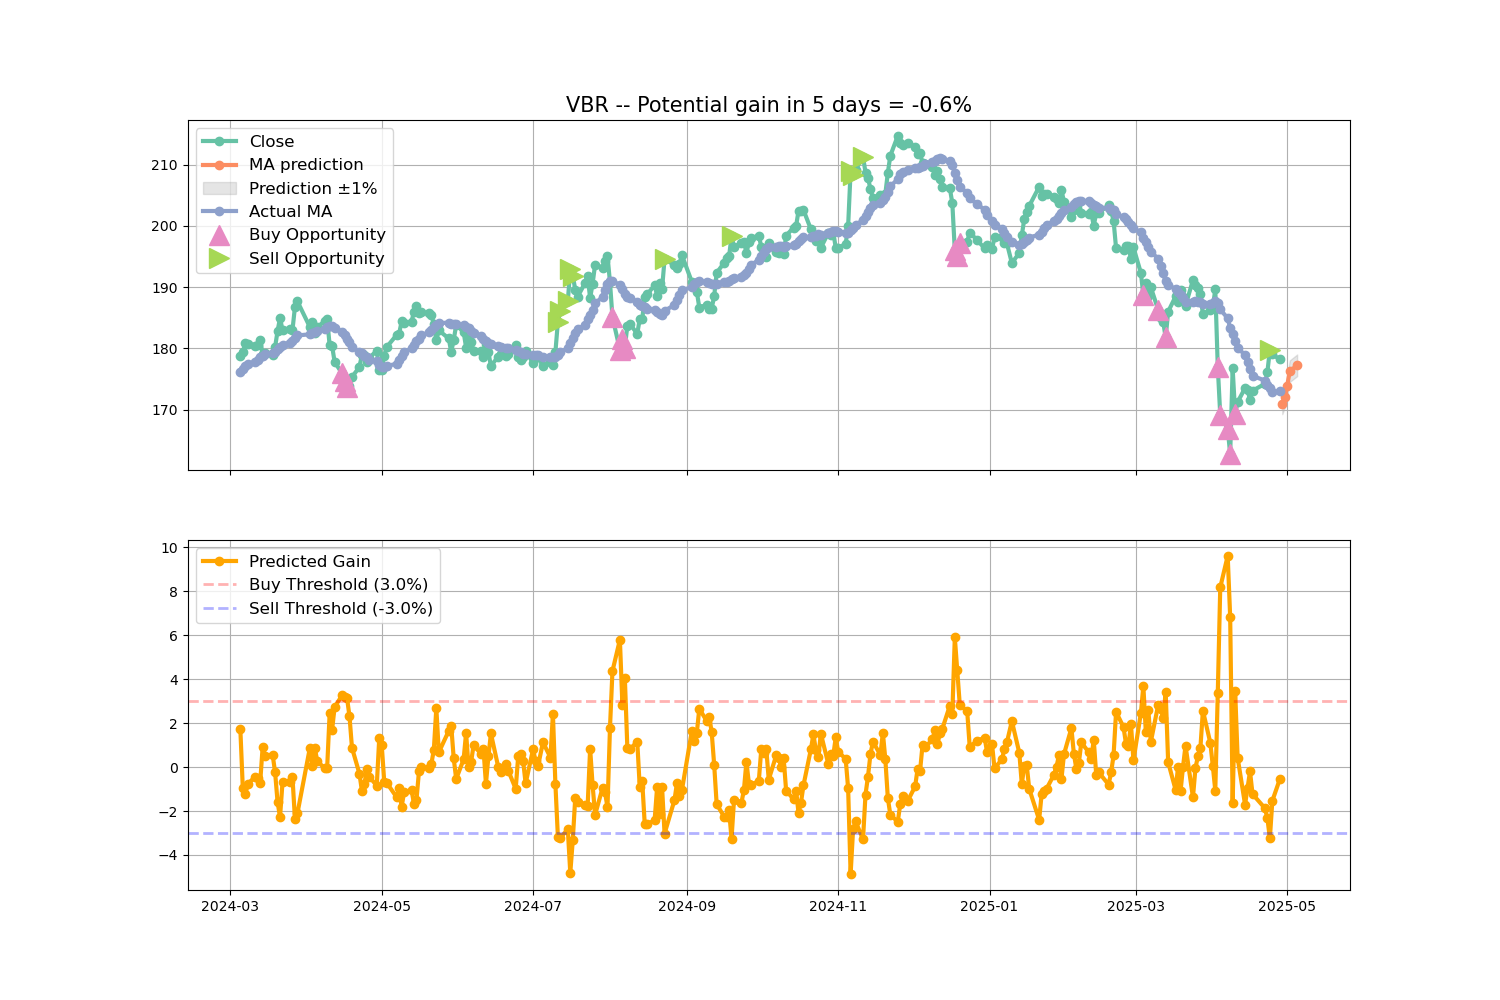 VBR -- Potential gain in 5 days = -0.6%
Close
MA prediction
Prediction ±1%
Actual MA
Buy Opportunity
Sell Opportunity
210
200
190
180
170
Predicted Gain
Buy Threshold (3.0%)
Sell Threshold (-3.0%)
10
8
6
4
2
0
−2
−4
2024-03
2024-05
2024-07
2024-09
2024-11
2025-01
2025-03
2025-05